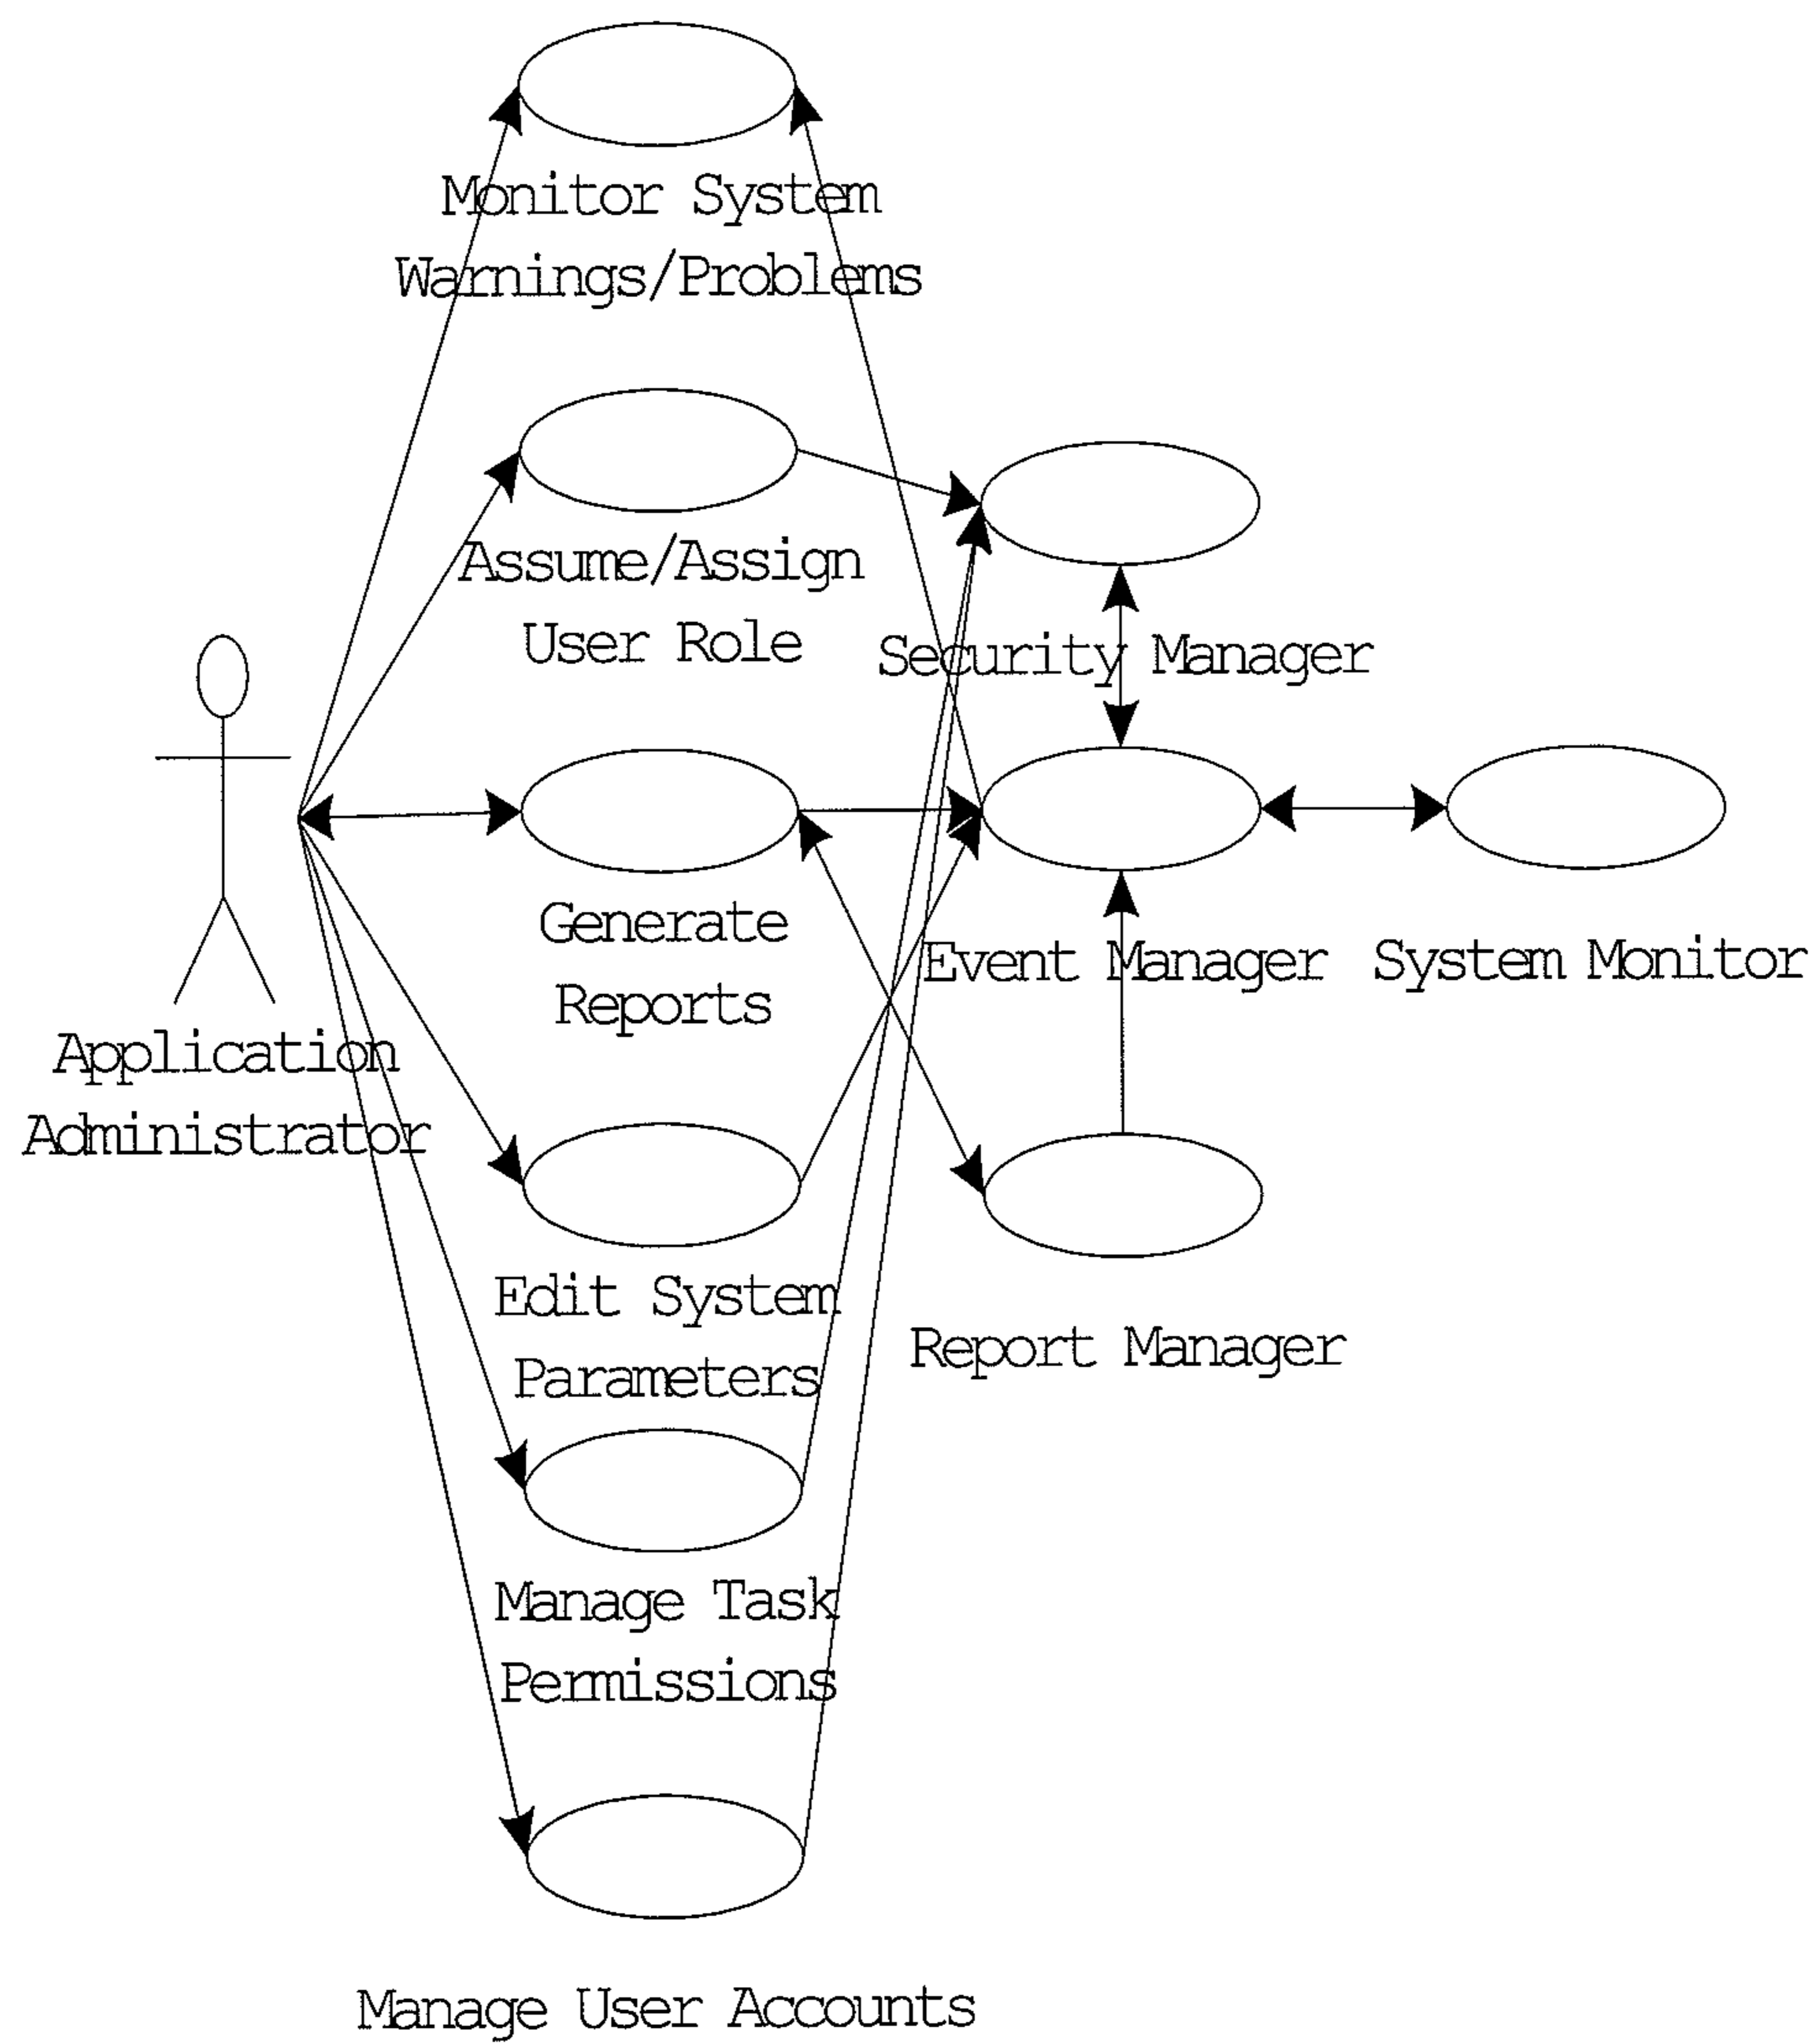 Monitor System
Warnings/Problems
Assume/Assign
User Role
Security Manager
Generate
Reports
Event Manager
System Monitor
Application
Administrator
Edit System
Parameters
Report Manager
Manage Task
Permissions
Manage User Accounts